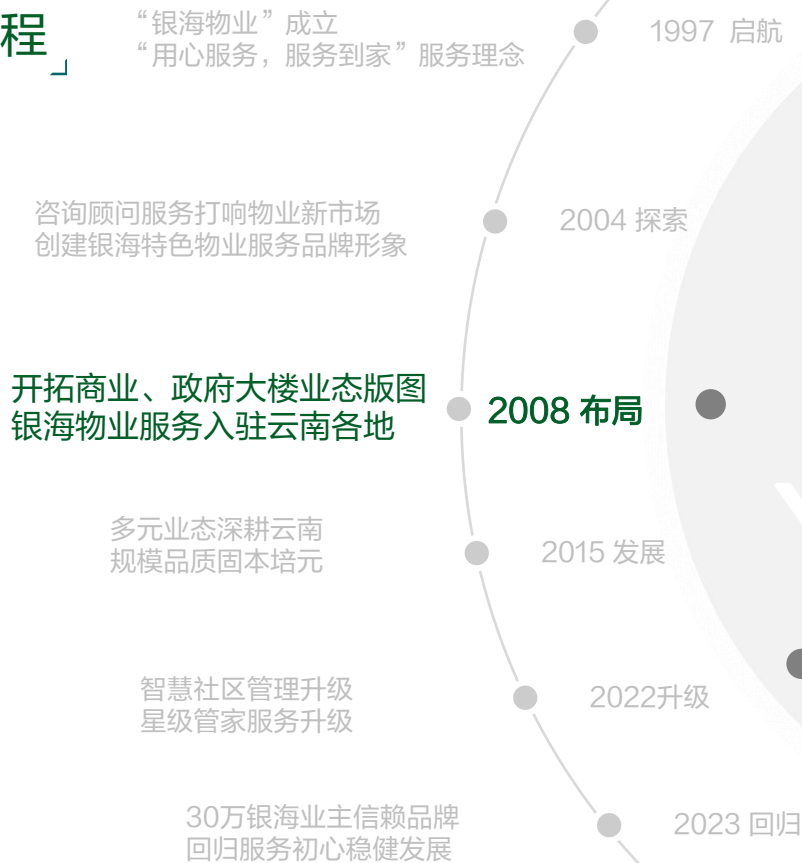 程
“银海物业”成立
“用心服务，服务到家”服务理念
1997 启航
咨询顾问服务打响物业新市场
创建银海特色物业服务品牌形象
2004 探索
开拓商业、政府大楼业态版图
银海物业服务入驻云南各地
2008 布局
多元业态深耕云南
规模品质固本培元
2015 发展
智慧社区管理升级
星级管家服务升级
2022升级
30万银海业主信赖品牌
回归服务初心稳健发展
2023 回归